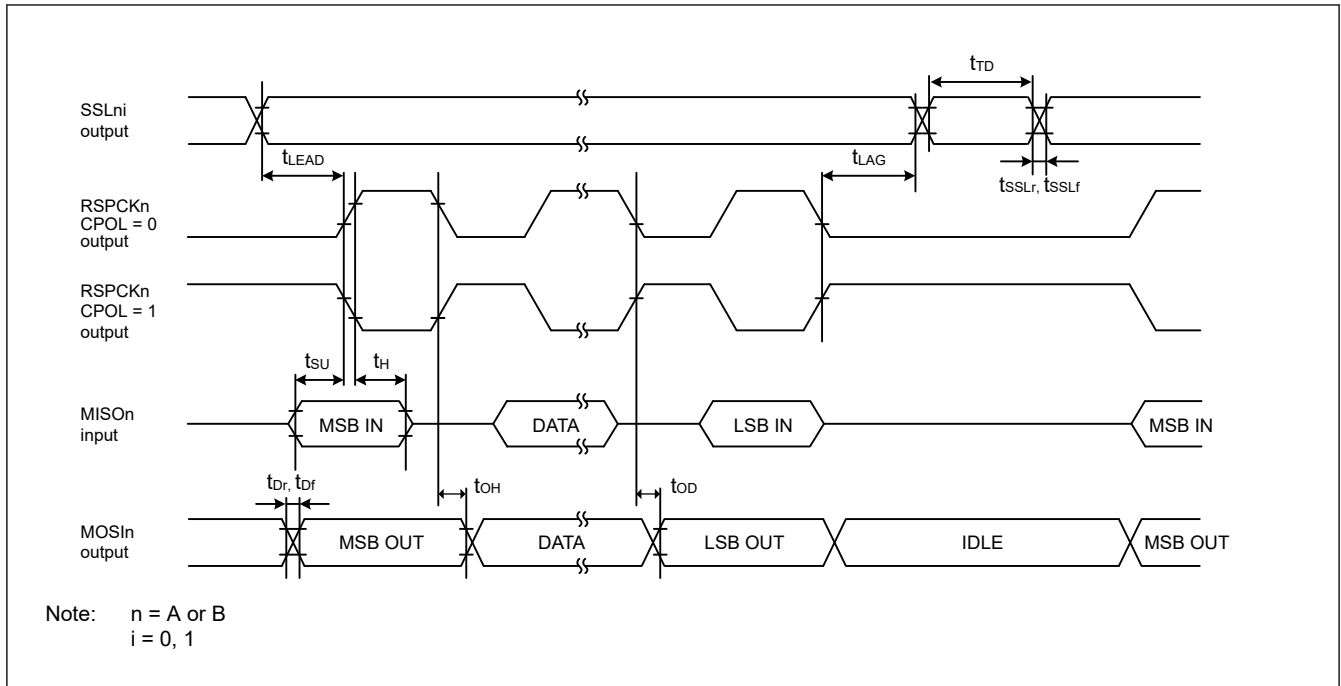 tTD
SSLni
output
tLEAD
tLAG
tSSLr, tSSLf
RSPCKn
CPOL = 0
output
RSPCKn
CPOL = 1
output
tSU
tH
MISOn
input
MSB IN
DATA
LSB IN
MSB IN
tDr, tDf
tOH
tOD
MOSIn
output
MSB OUT
DATA
LSB OUT
IDLE
MSB OUT
Note: n = A or B
i = 0, 1